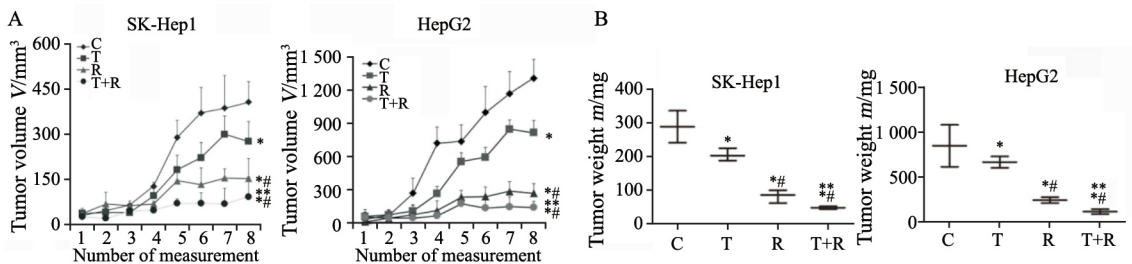 A
SK-Hep1
HepG2
Tumor volume V/mm³
600
450
300
150
0
C
T
R
T+R
*
*#
**
*#
1 2 3 4 5 6 7 8
Number of measurement
Tumor volume V/mm³
1 500
1 200
900
600
300
0
C
T
R
T+R
*
*#
**
*#
1 2 3 4 5 6 7 8
Number of measurement
B
SK-Hep1
HepG2
Tumor weight m/mg
400
300
200
100
0
*
*#
**
*#
C T R T+R
Tumor weight m/mg
1 500
1 000
500
0
*
*#
**
*#
C T R T+R